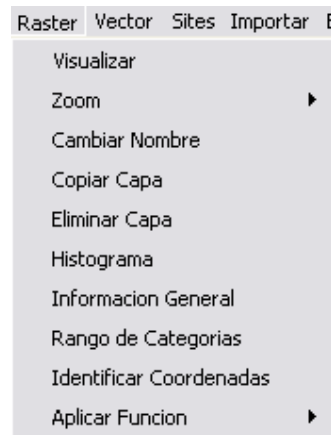 Raster Vector Sites Importar
Visualizar
Zoom
Cambiar Nombre
Copiar Capa
Eliminar Capa
Histograma
Informacion General
Rango de Categorias
Identificar Coordenadas
Aplicar Funcion